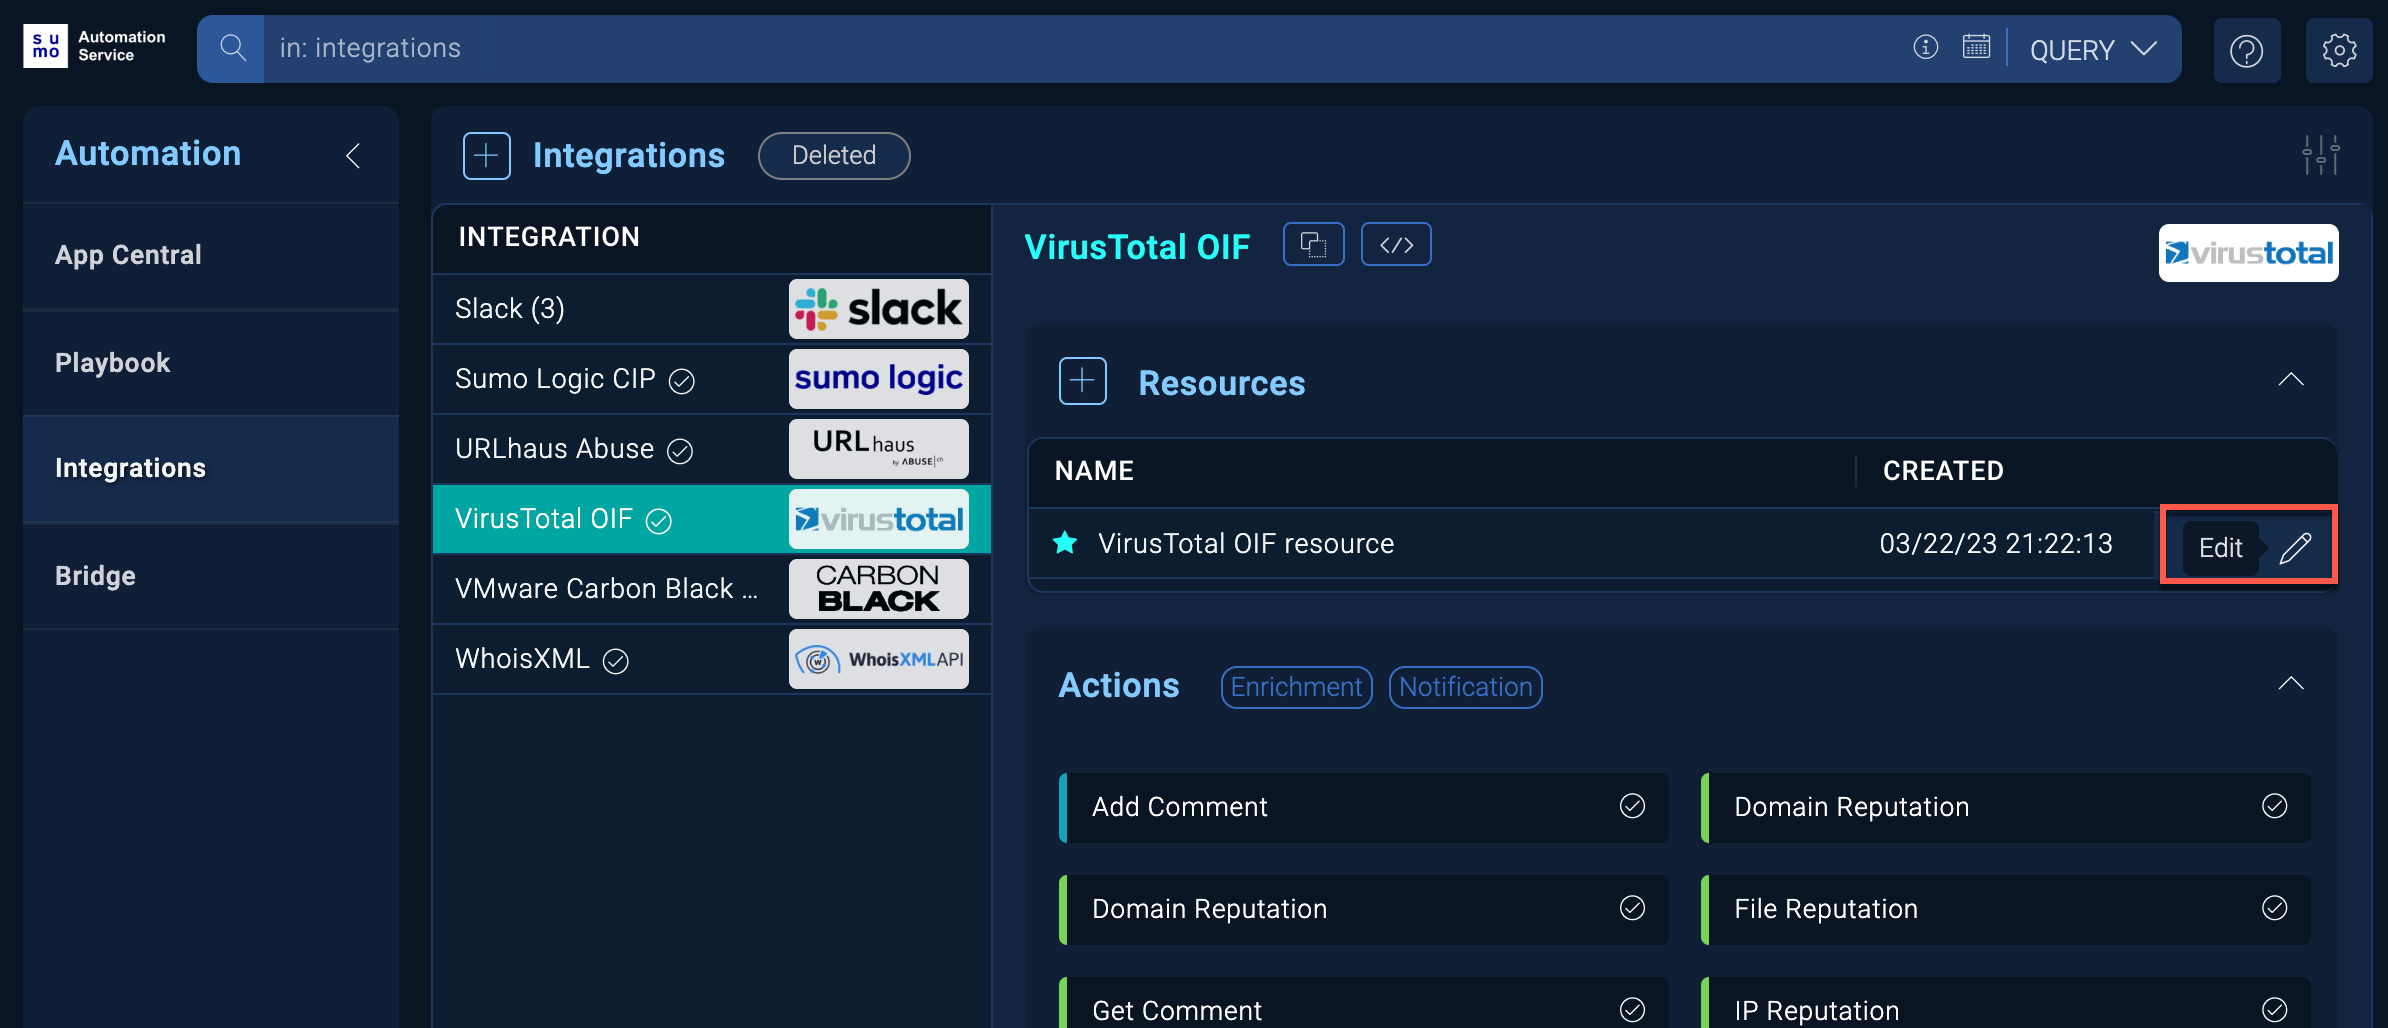 su
mo
Automation
Service
in: integrations
QUERY
Automation
App Central
Playbook
Integrations
Bridge
Integrations
Deleted
INTEGRATION
Slack (3)
slack
Sumo Logic CIP
sumo logic
URLhaus Abuse
URLhaus
by ABUSE|ch
VirusTotal OIF
virustotal
VMware Carbon Black ...
CARBON
BLACK
WhoisXML
W
WhoisXMLAPI
VirusTotal OIF
</>
virustotal
Resources
NAME
CREATED
VirusTotal OIF resource
03/22/23 21:22:13
Edit
Actions
Enrichment
Notification
Add Comment
Domain Reputation
Domain Reputation
File Reputation
Get Comment
IP Reputation